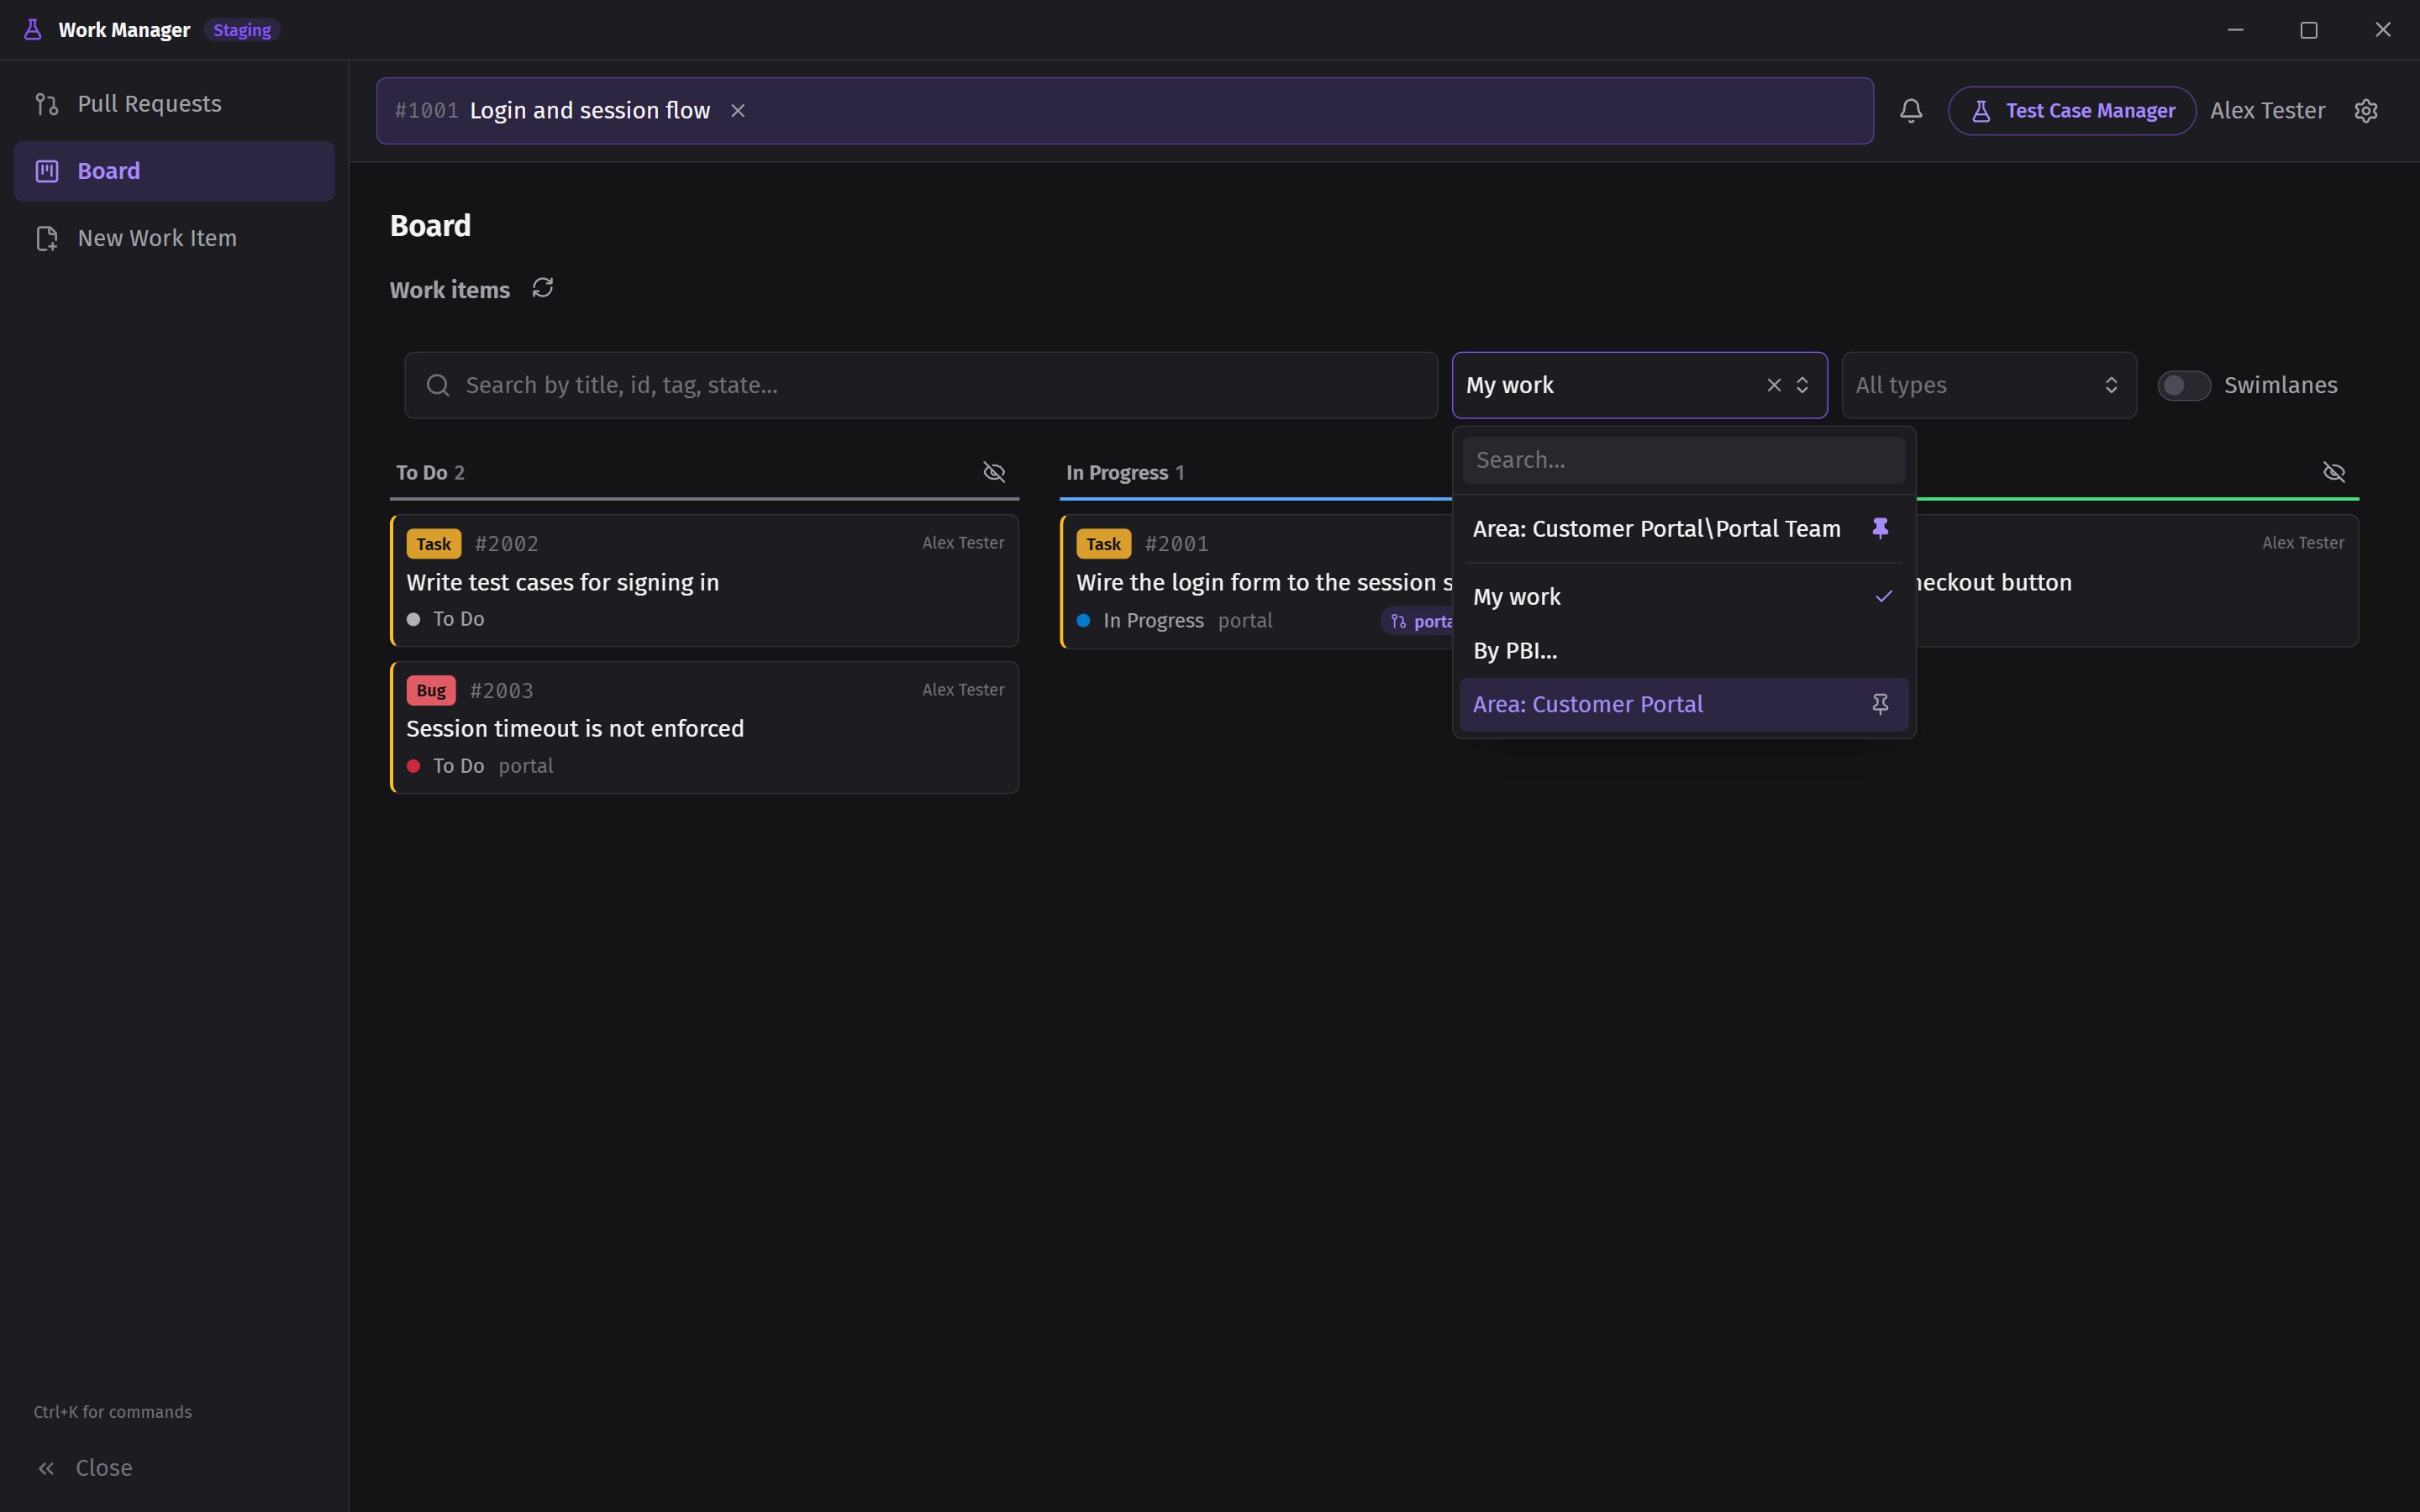 Work Manager Staging
Pull Requests
Board
New Work Item
#1001 Login and session flow
Test Case Manager
Alex Tester
Board
Work items
Search by title, id, tag, state...
My work
All types
Swimlanes
To Do 2
Task #2002 Alex Tester
Write test cases for signing in
To Do
Bug #2003 Alex Tester
Session timeout is not enforced
To Do portal
In Progress 1
Task #2001
Wire the login form to the session
In Progress portal
Search...
Area: Customer Portal\Portal Team
My work
By PBI...
Area: Customer Portal
Alex Tester
button
Ctrl+K for commands
Close